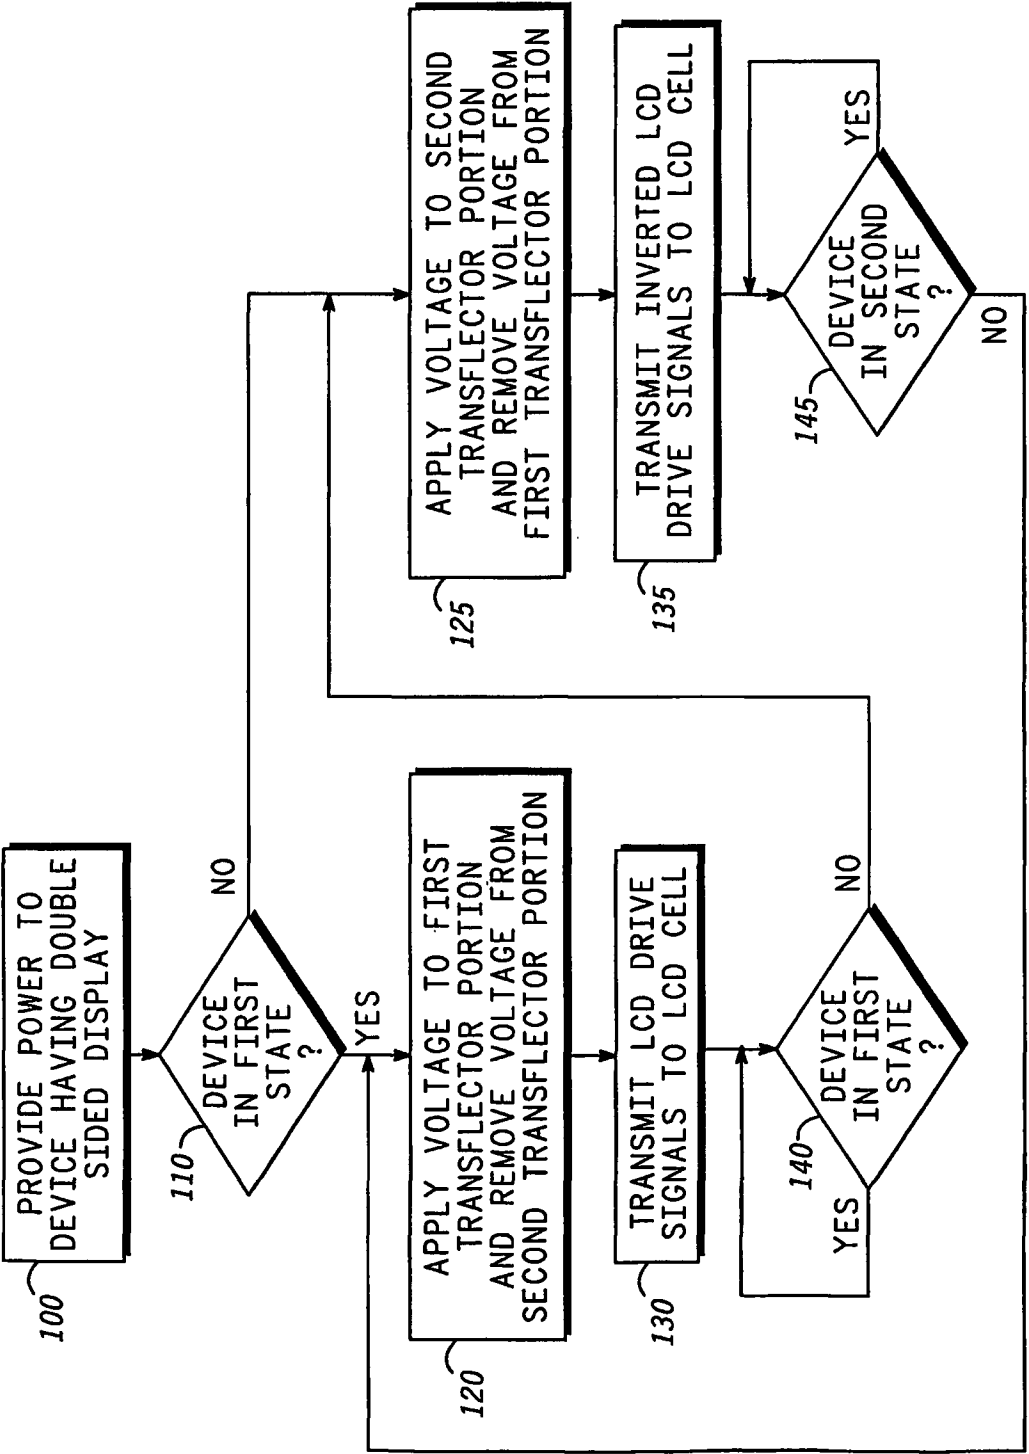 PROVIDE POWER TO
DEVICE HAVING DOUBLE
SIDED DISPLAY
100
DEVICE
IN FIRST
STATE
?
110
NO
YES
APPLY VOLTAGE TO FIRST
TRANSFLECTOR PORTION
AND REMOVE VOLTAGE FROM
SECOND TRANSFLECTOR PORTION
120
TRANSMIT LCD DRIVE
SIGNALS TO LCD CELL
130
DEVICE
IN FIRST
STATE
?
140
YES
NO
APPLY VOLTAGE TO SECOND
TRANSFLECTOR PORTION
AND REMOVE VOLTAGE FROM
FIRST TRANSFLECTOR PORTION
125
TRANSMIT INVERTED LCD
DRIVE SIGNALS TO LCD CELL
135
DEVICE
IN SECOND
STATE
?
145
YES
NO